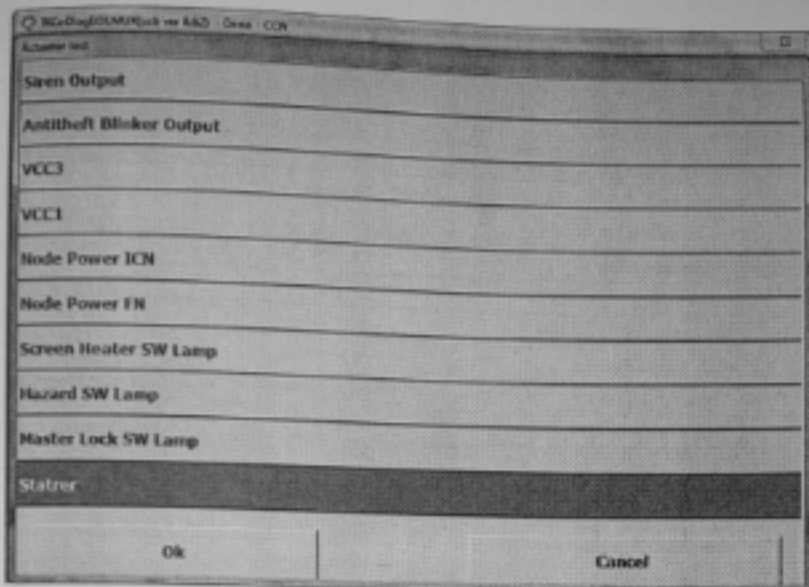 Actuator test
Siren Output
Antitheft Blinker Output
VCC3
VCC1
Node Power ICN
Node Power FN
Screen Heater SW Lamp
Hazard SW Lamp
Master Lock SW Lamp
Statrer
Ok
Cancel